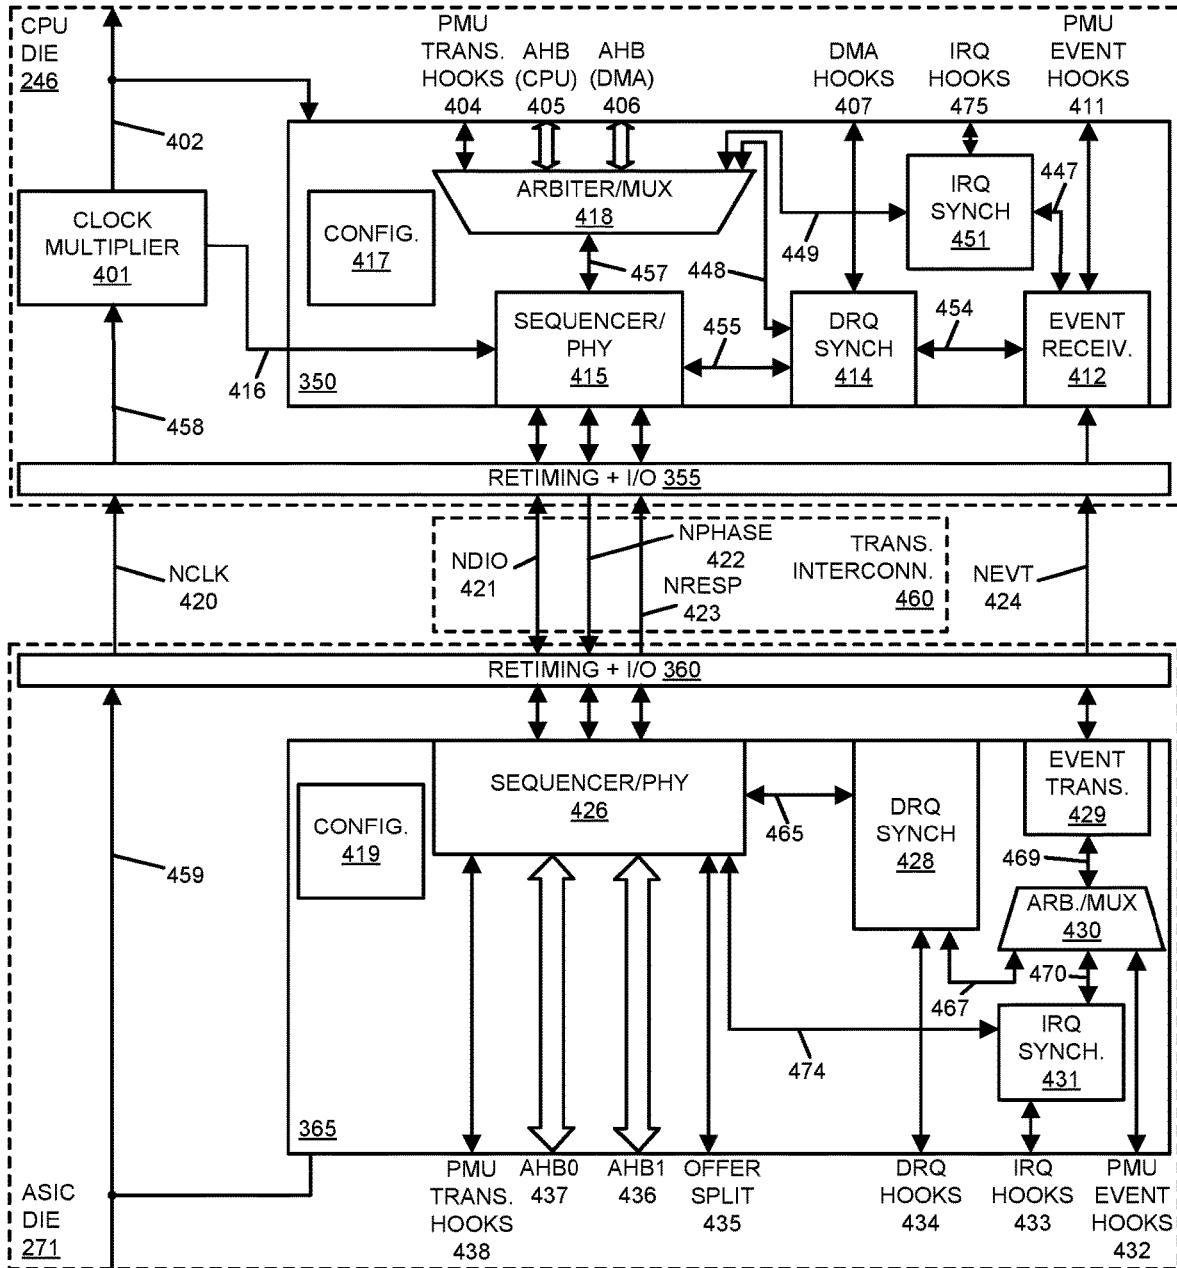 CPU
DIE
246
PMU
TRANS.
HOOKS
404
AHB
(CPU)
405
AHB
(DMA)
406
DMA
HOOKS
407
IRQ
HOOKS
475
PMU
EVENT
HOOKS
411
402
CLOCK
MULTIPLIER
401
CONFIG.
417
ARBITER/MUX
418
IRQ
SYNCH
451
447
449
448
457
SEQUENCER/
PHY
415
455
DRQ
SYNCH
414
454
EVENT
RECEIV.
412
416
350
458
RETIMING + I/O 355
NCLK
420
NDIO
421
NPHASE
422
NRESP
423
TRANS.
INTERCONN.
460
NEVT
424
RETIMING + I/O 360
459
CONFIG.
419
SEQUENCER/PHY
426
465
DRQ
SYNCH
428
EVENT
TRANS.
429
469
ARB./MUX
430
467
470
474
IRQ
SYNCH.
431
365
ASIC
DIE
271
PMU
TRANS.
HOOKS
438
AHB0
437
AHB1
436
OFFER
SPLIT
435
DRQ
HOOKS
434
IRQ
HOOKS
433
PMU
EVENT
HOOKS
432